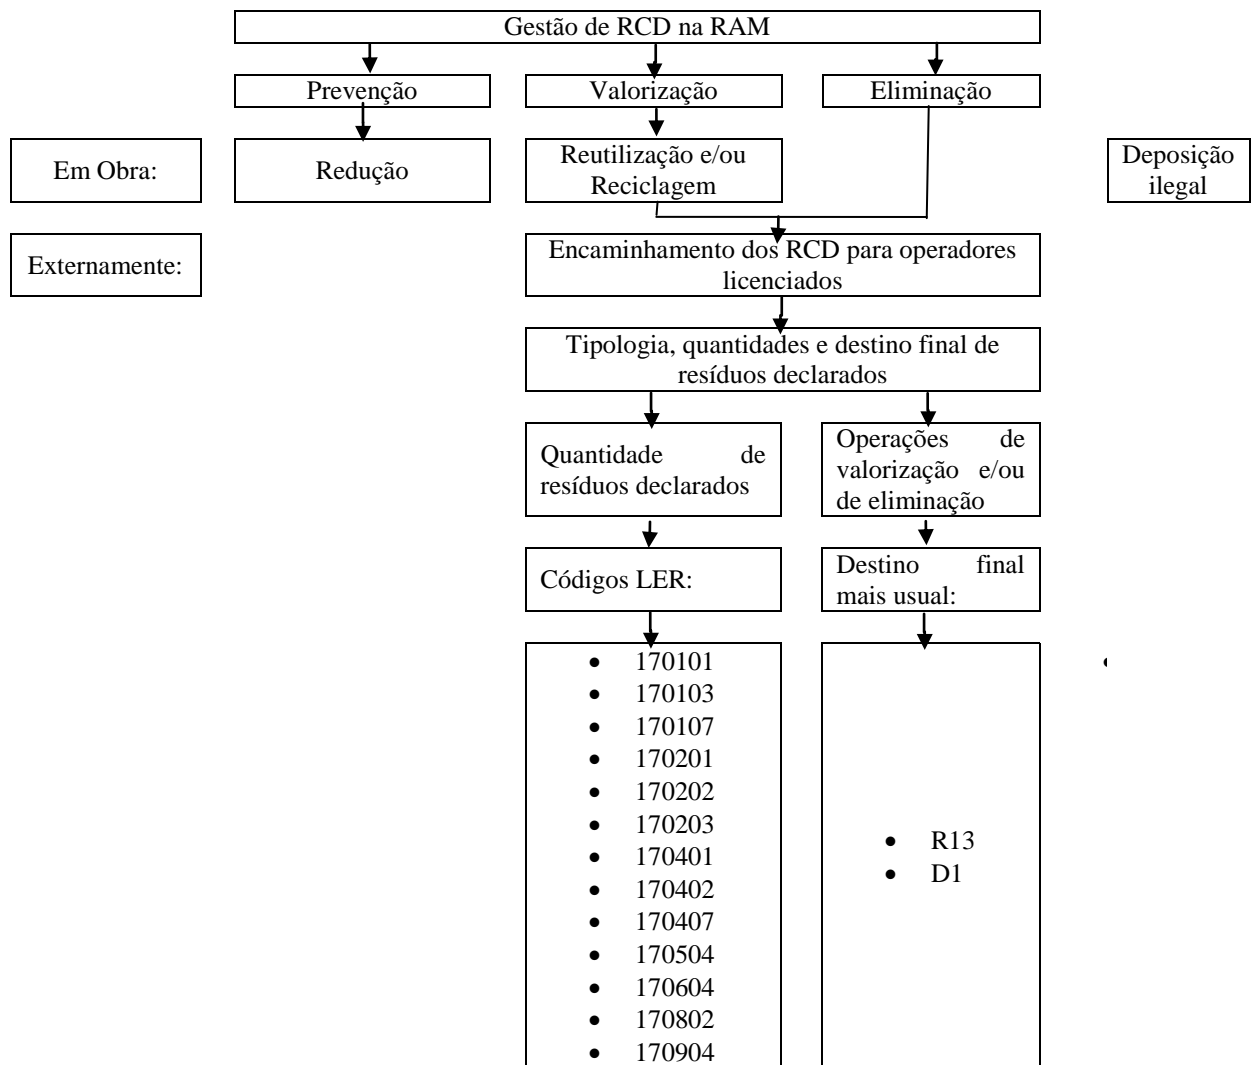 Gestão de RCD na RAM
Prevenção
Valorização
Eliminação
Em Obra:
Redução
Reutilização e/ou
Reciclagem
Deposição
ilegal
Externamente:
Encaminhamento dos RCD para operadores
licenciados
Tipologia, quantidades e destino final de
resíduos declarados
Quantidade de
resíduos declarados
Operações de
valorização e/ou
de eliminação
Códigos LER:
Destino final
mais usual:
• 170101
• 170103
• 170107
• 170201
• 170202
• 170203
• 170401
• 170402
• 170407
• 170504
• 170604
• 170802
• 170904
• R13
• D1